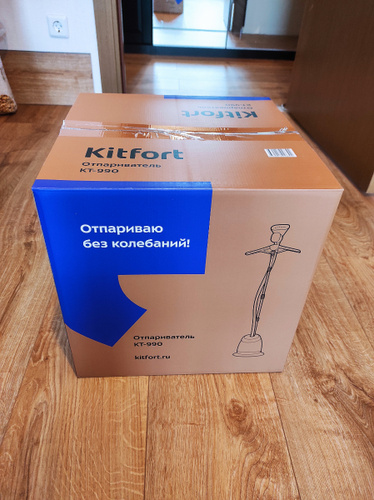 Kitfort
Kitfort
Отпариватель
КТ-990
Отпариваю
без колебаний!
Отпариватель
КТ-990
kitfort.ru